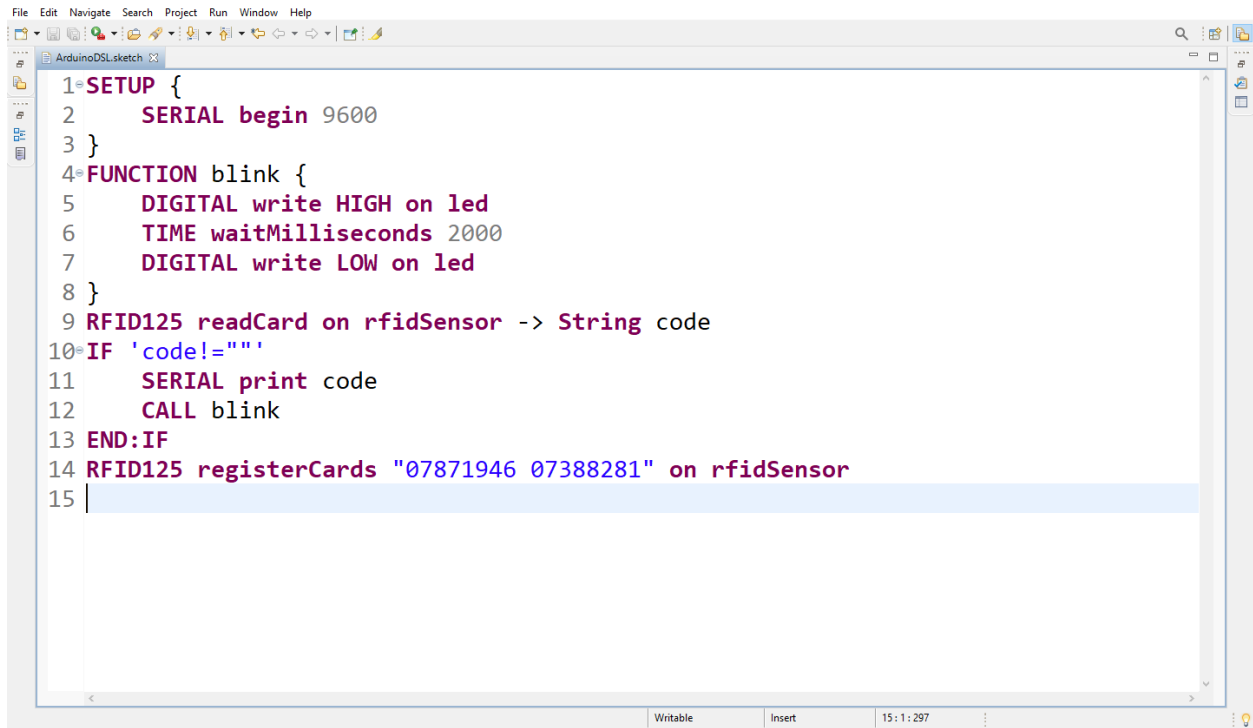 File Edit Navigate Search Project Run Window Help
ArduinoDSL.sketch
1 SETUP {
2     SERIAL begin 9600
3 }
4 FUNCTION blink {
5     DIGITAL write HIGH on led
6     TIME waitMilliseconds 2000
7     DIGITAL write LOW on led
8 }
9 RFID125 readCard on rfidSensor -> String code
10 IF 'code!=""'
11     SERIAL print code
12     CALL blink
13 END:IF
14 RFID125 registerCards "07871946 07388281" on rfidSensor
15
Writable Insert 15 : 1 : 297